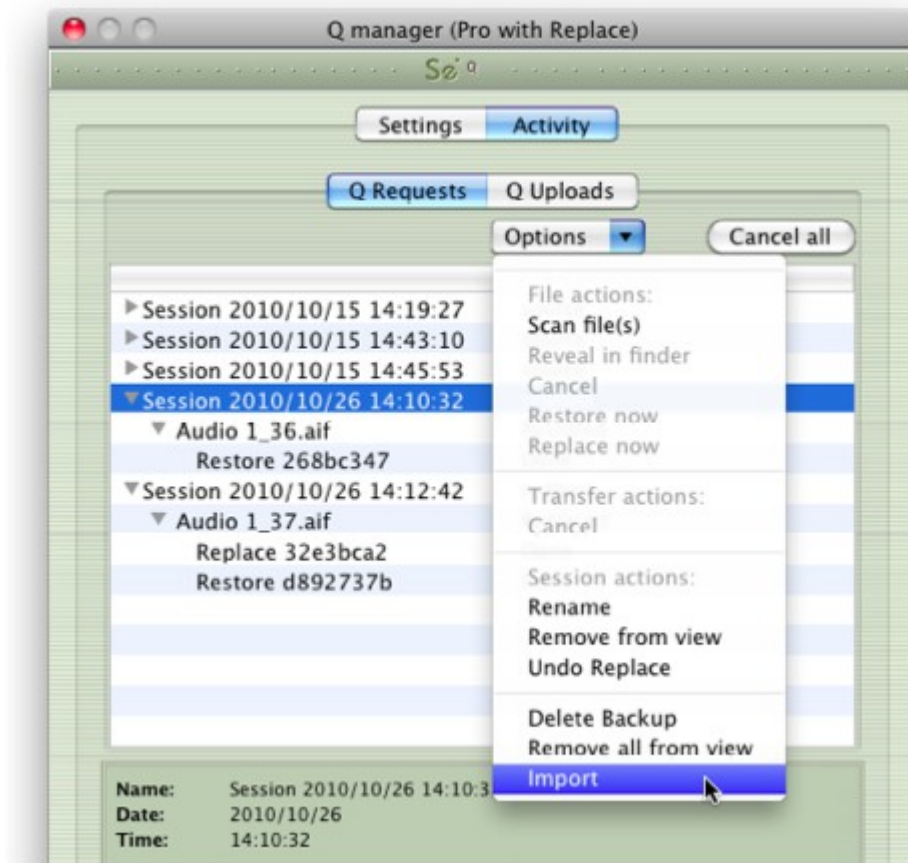 Q manager (Pro with Replace)
Settings Activity
Q Requests Q Uploads
Options Cancel all
Session 2010/10/15 14:19:27
Session 2010/10/15 14:43:10
Session 2010/10/15 14:45:53
Session 2010/10/26 14:10:32
Audio 1_36.aif
Restore 268bc347
Session 2010/10/26 14:12:42
Audio 1_37.aif
Replace 32e3bca2
Restore d892737b
File actions:
Scan file(s)
Reveal in finder
Cancel
Restore now
Replace now
Transfer actions:
Cancel
Session actions:
Rename
Remove from view
Undo Replace
Delete Backup
Remove all from view
Import
Name: Session 2010/10/26 14:10:3
Date: 2010/10/26
Time: 14:10:32